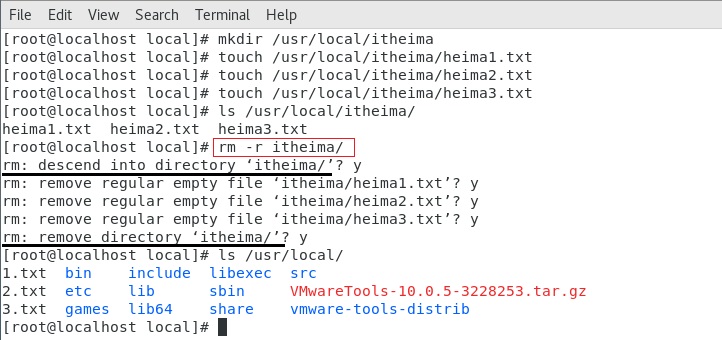 File Edit View Search Terminal Help
[root@localhost local]# mkdir /usr/local/itheima
[root@localhost local]# touch /usr/local/itheima/heima1.txt
[root@localhost local]# touch /usr/local/itheima/heima2.txt
[root@localhost local]# touch /usr/local/itheima/heima3.txt
[root@localhost local]# ls /usr/local/itheima/
heima1.txt heima2.txt heima3.txt
[root@localhost local]# rm -r itheima/
rm: descend into directory ‘itheima/’? y
rm: remove regular empty file ‘itheima/heima1.txt’? y
rm: remove regular empty file ‘itheima/heima2.txt’? y
rm: remove regular empty file ‘itheima/heima3.txt’? y
rm: remove directory ‘itheima/’? y
[root@localhost local]# ls /usr/local/
1.txt bin include libexec src
2.txt etc lib sbin VMwareTools-10.0.5-3228253.tar.gz
3.txt games lib64 share vmware-tools-distrib
[root@localhost local]#